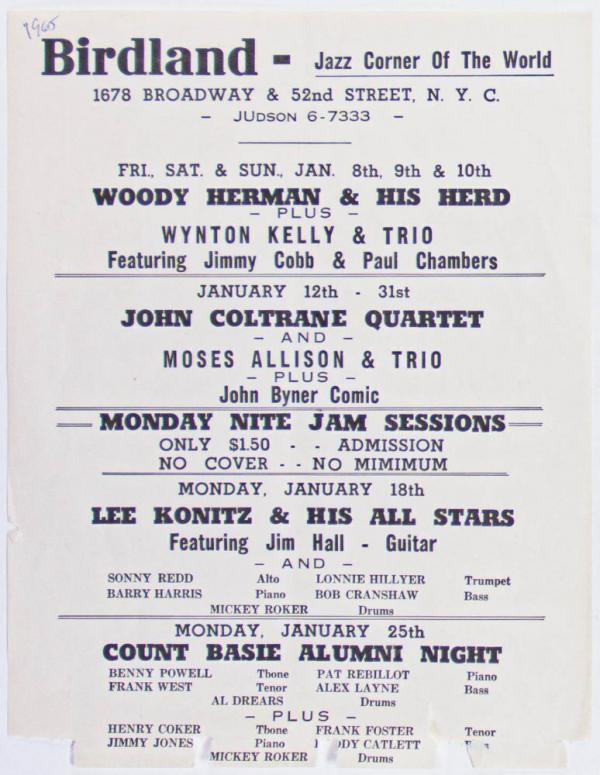 1965
Birdland - Jazz Corner Of The World
1678 BROADWAY & 52nd STREET, N. Y. C.
- JUdson 6-7333 -
FRI., SAT. & SUN., JAN. 8th, 9th & 10th
WOODY HERMAN & HIS HERD
- PLUS -
WYNTON KELLY & TRIO
Featuring Jimmy Cobb & Paul Chambers
JANUARY 12th - 31st
JOHN COLTRANE QUARTET
- AND -
MOSES ALLISON & TRIO
- PLUS -
John Byner Comic
MONDAY NITE JAM SESSIONS
ONLY $1.50 - - ADMISSION
NO COVER - - NO MIMIMUM
MONDAY, JANUARY 18th
LEE KONITZ & HIS ALL STARS
Featuring Jim Hall - Guitar
- AND -
SONNY REDD Alto LONNIE HILLYER Trumpet
BARRY HARRIS Piano BOB CRANSHAW Bass
MICKEY ROKER Drums
MONDAY, JANUARY 25th
COUNT BASIE ALUMNI NIGHT
BENNY POWELL Tbone PAT REBILLOT Piano
FRANK WEST Tenor ALEX LAYNE Bass
AL DREARS Drums
- PLUS -
HENRY COKER Tbone FRANK FOSTER Tenor
JIMMY JONES Piano CATLETT
MICKEY ROKER Drums